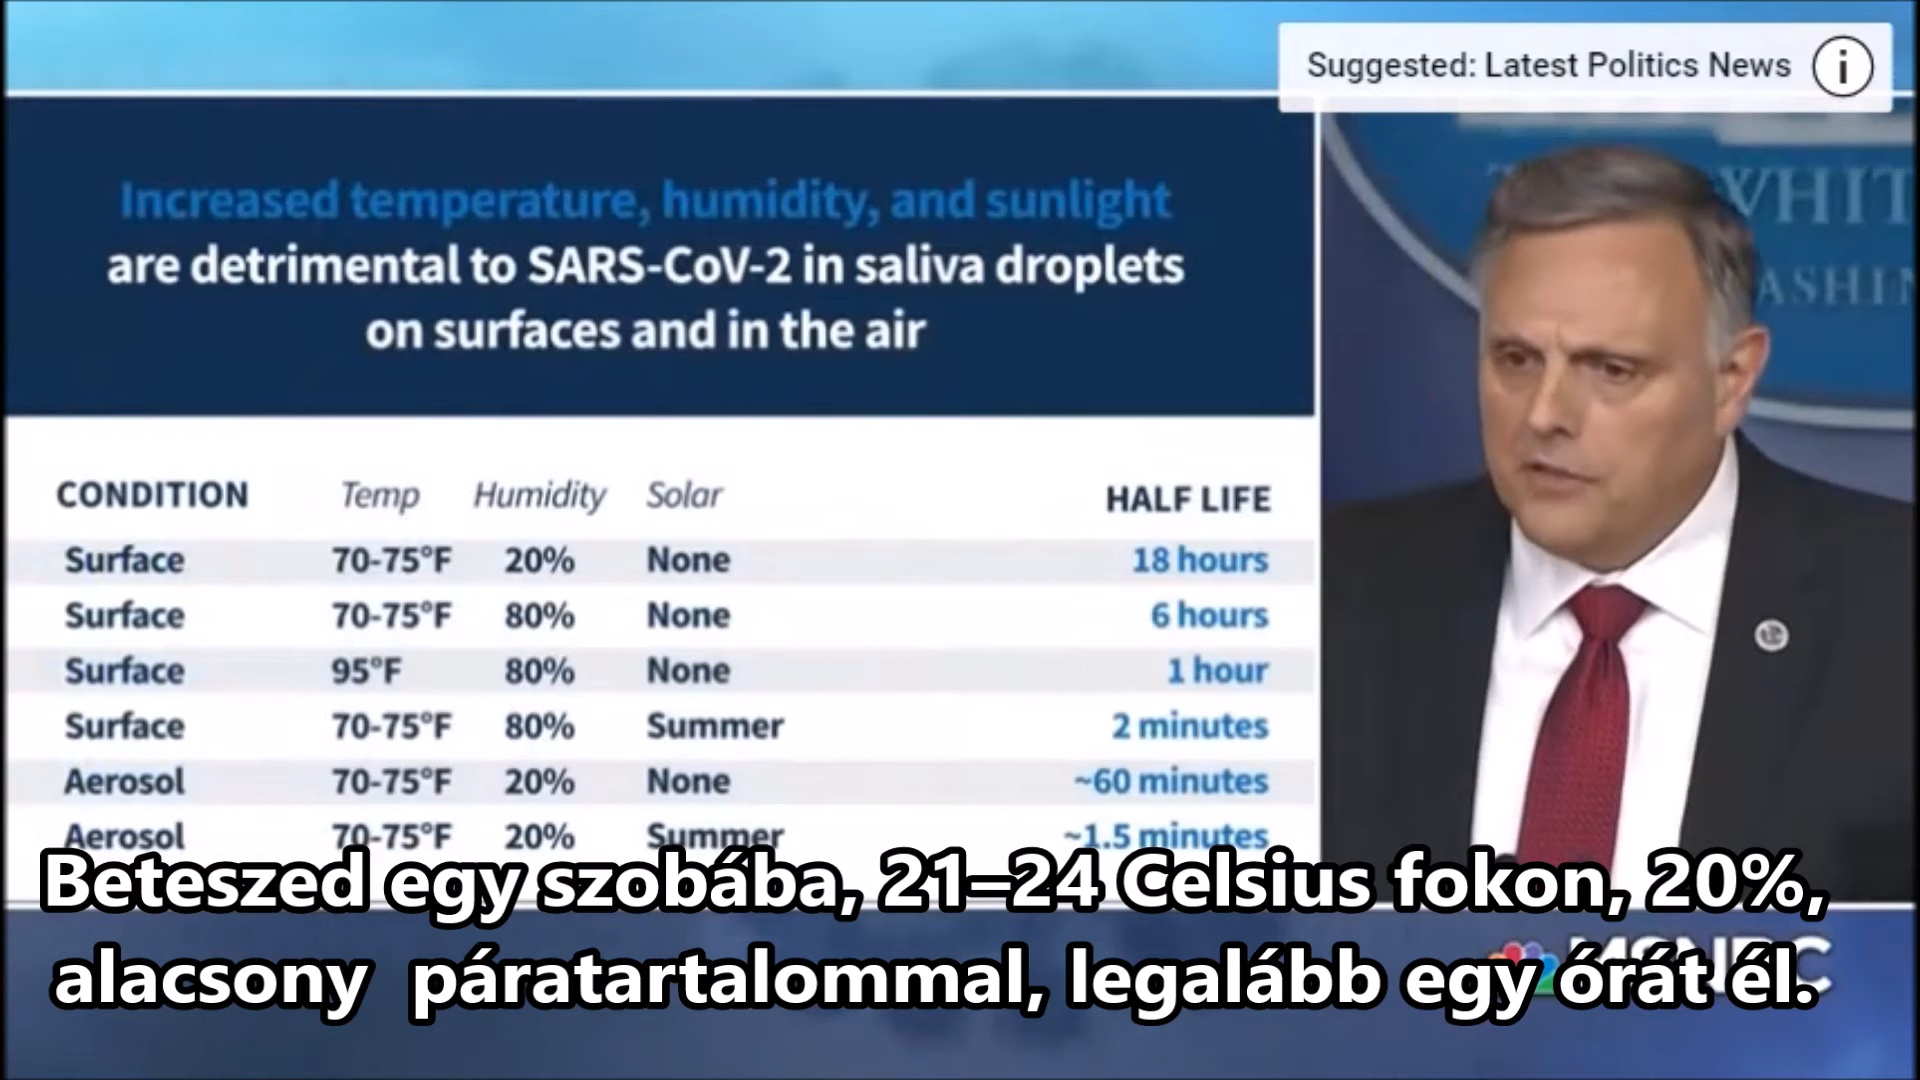 Suggested: Latest Politics News
Increased temperature, humidity, and sunlight
are detrimental to SARS-CoV-2 in saliva droplets
on surfaces and in the air
CONDITION Temp Humidity Solar HALF LIFE
Surface 70-75°F 20% None 18 hours
Surface 70-75°F 80% None 6 hours
Surface 95°F 80% None 1 hour
Surface 70-75°F 80% Summer 2 minutes
Aerosol 70-75°F 20% None ~60 minutes
Aerosol 70-75°F 20% Summer ~1.5 minutes
Beteszed egy szobába, 21–24 Celsius fokon, 20%,
alacsony páratartalommal, legalább egy órát él.